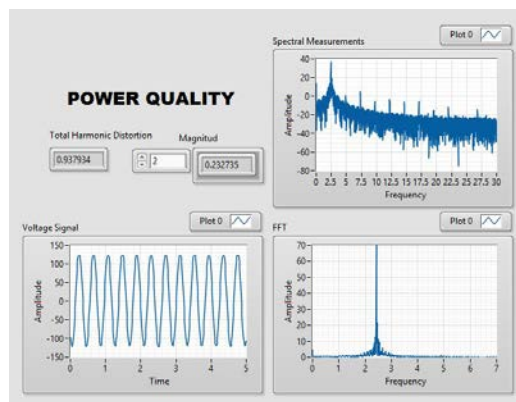 Plot 0
Spectral Measurements
40
20
0
-20
-40
-60
-80
Amplitude
0 2.5 5 7.5 10 12.5 15 17.5 20 22.5 25 27.5 30
Frequency
POWER QUALITY
Total Harmonic Distortion
Magnitud
0.937934
2
0.232735
Plot 0
Voltage Signal
150
100
50
0
-50
-100
-150
Amplitude
0 1 2 3 4 5
Time
Plot 0
FFT
70
60
50
40
30
20
10
0
Amplitude
0 1 2 3 4 5 6 7
Frequency